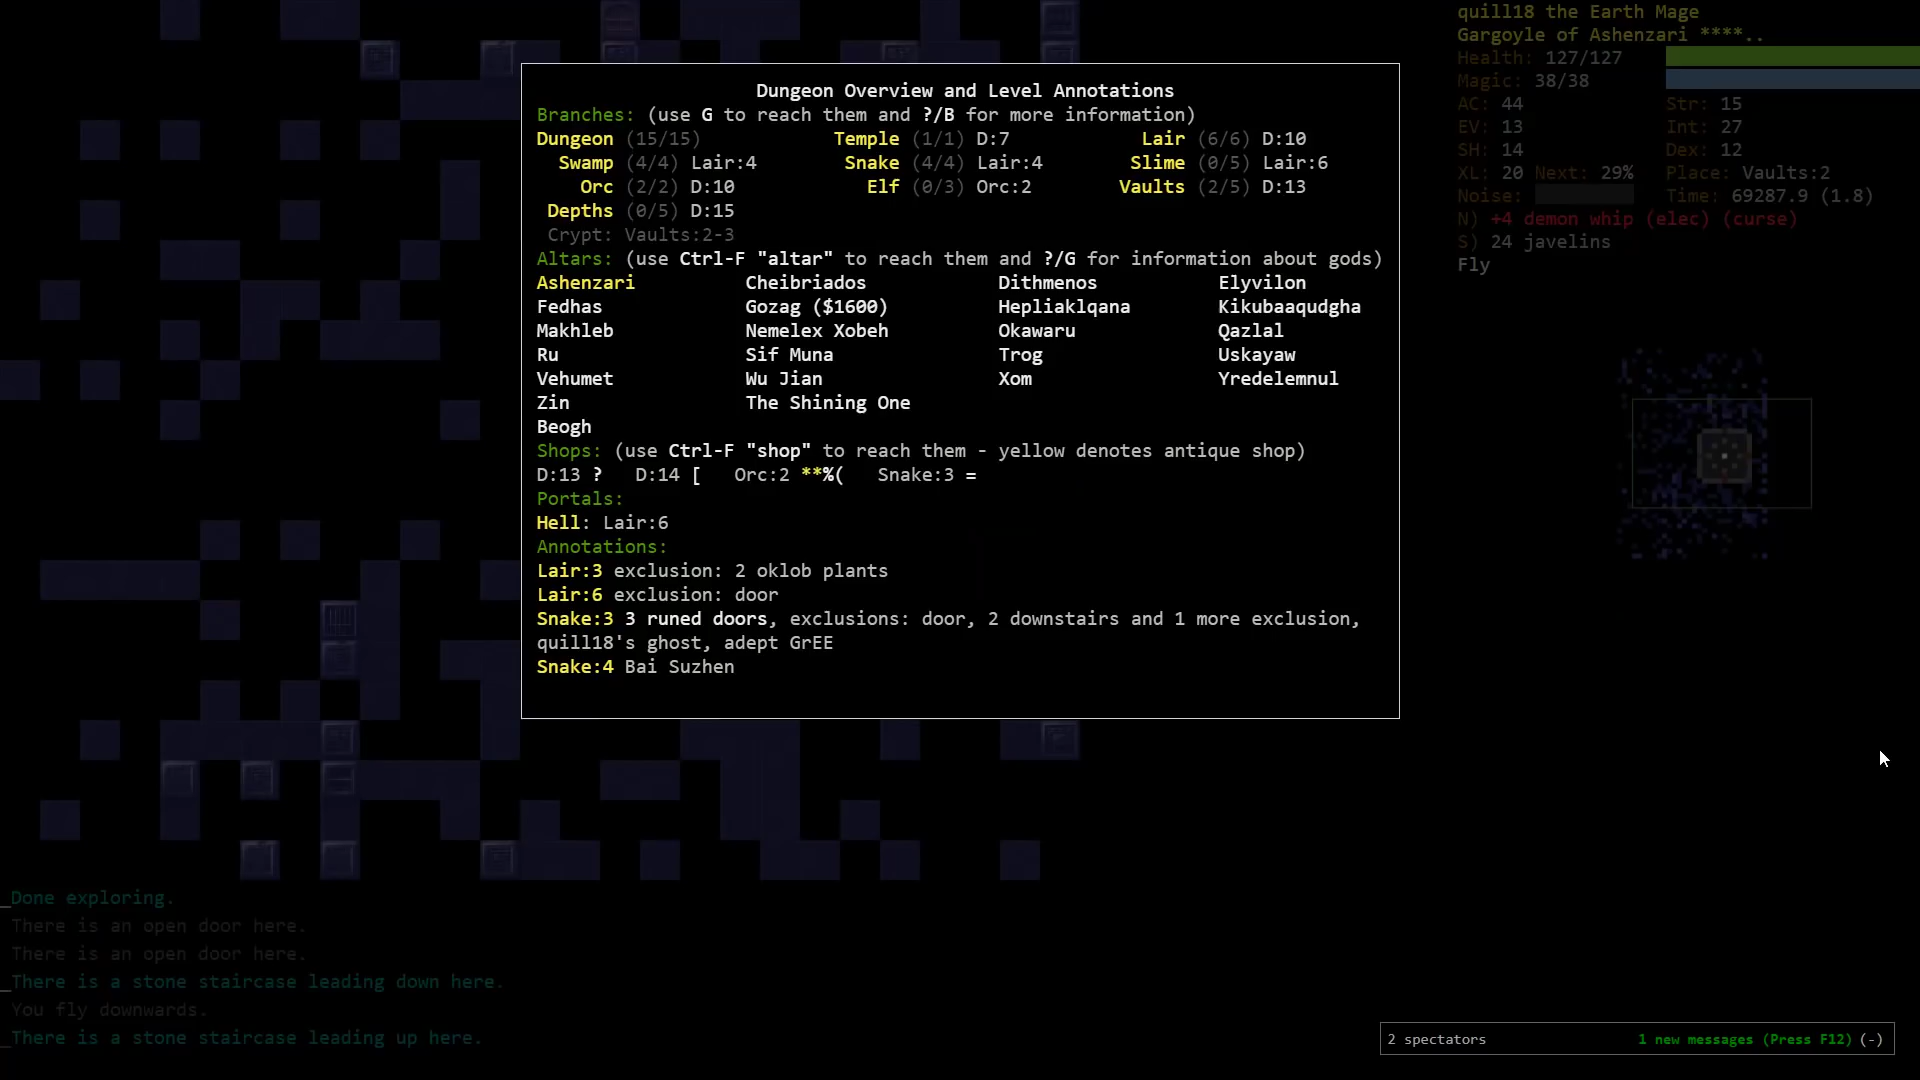 quill18 the Earth Mage
Gargoyle of Ashenzari ****..
Health: 127/127
Magic: 38/38
AC: 44 Str: 15
EV: 13 Int: 27
SH: 14 Dex: 12
XL: 20 Next: 29% Place: Vaults:2
Noise: Time: 69287.9 (1.8)
N) +4 demon whip (elec) (curse)
S) 24 javelins
Fly
Dungeon Overview and Level Annotations
Branches: (use G to reach them and ?/B for more information)
Dungeon (15/15) Temple (1/1) D:7 Lair (6/6) D:10
Swamp (4/4) Lair:4 Snake (4/4) Lair:4 Slime (0/5) Lair:6
Orc (2/2) D:10 Elf (0/3) Orc:2 Vaults (2/5) D:13
Depths (0/5) D:15
Crypt: Vaults:2-3
Altars: (use Ctrl-F "altar" to reach them and ?/G for information about gods)
Ashenzari Cheibriados Dithmenos Elyvilon
Fedhas Gozag ($1600) Hepliaklqana Kikubaaqudgha
Makhleb Nemelex Xobeh Okawaru Qazlal
Ru Sif Muna Trog Uskayaw
Vehumet Wu Jian Xom Yredelemnul
Zin The Shining One
Beogh
Shops: (use Ctrl-F "shop" to reach them - yellow denotes antique shop)
D:13 ? D:14 [ Orc:2 **%( Snake:3 =
Portals:
Hell: Lair:6
Annotations:
Lair:3 exclusion: 2 oklob plants
Lair:6 exclusion: door
Snake:3 3 runed doors, exclusions: door, 2 downstairs and 1 more exclusion,
quill18's ghost, adept GrEE
Snake:4 Bai Suzhen
_Done exploring.
There is an open door here.
There is an open door here.
_There is a stone staircase leading down here.
You fly downwards.
_There is a stone staircase leading up here.
2 spectators 1 new messages (Press F12) (-)